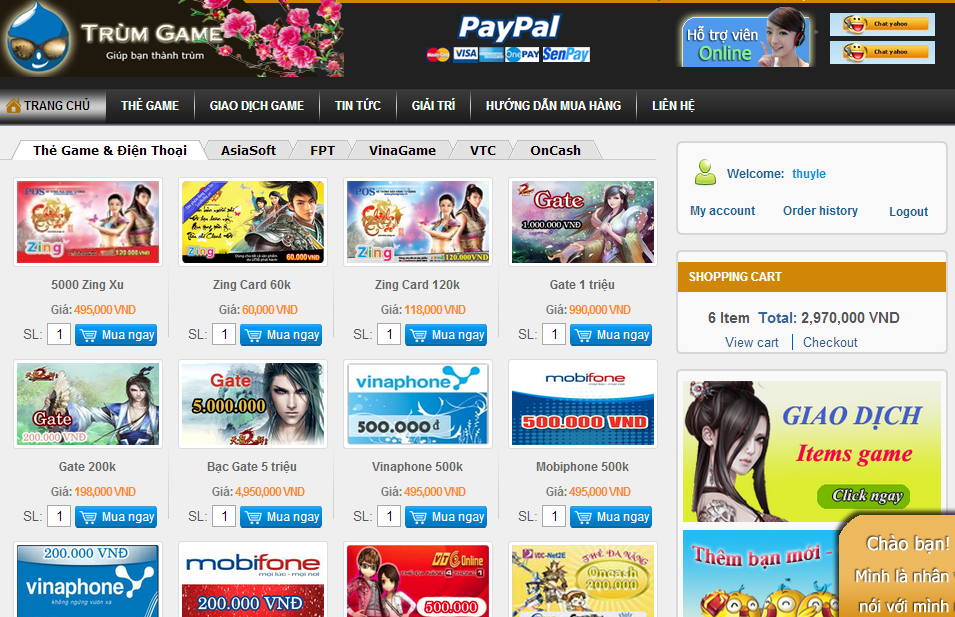 TRÙM GAME
Giúp bạn thành trùm
PayPal
VISA
SenPay
Hỗ trợ viên
Online
Chat yahoo
Chat yahoo
TRANG CHỦ
THẺ GAME
GIAO DỊCH GAME
TIN TỨC
GIẢI TRÍ
HƯỚNG DẪN MUA HÀNG
LIÊN HỆ
Thẻ Game & Điện Thoại
AsiaSoft
FPT
VinaGame
VTC
OnCash
Welcome: thuyle
My account
Order history
Logout
SHOPPING CART
6 Item Total: 2,970,000 VND
View cart
Checkout
Zing
120.000 VNĐ
Zing
60.000 VNĐ
Zing
120.000 VNĐ
Gate
1.000.000 VNĐ
5000 Zing Xu
Zing Card 60k
Zing Card 120k
Gate 1 triệu
Giá: 495,000 VND
Giá: 60,000 VND
Giá: 118,000 VND
Giá: 990,000 VND
SL: 1 Mua ngay
SL: 1 Mua ngay
SL: 1 Mua ngay
SL: 1 Mua ngay
Gate
200.000 VNĐ
Gate
5.000.000
vinaphone
500.000đ
mobifone
500.000 VND
Gate 200k
Bạc Gate 5 triệu
Vinaphone 500k
Mobiphone 500k
Giá: 198,000 VND
Giá: 4,950,000 VND
Giá: 495,000 VND
Giá: 495,000 VND
SL: 1 Mua ngay
SL: 1 Mua ngay
SL: 1 Mua ngay
SL: 1 Mua ngay
200.000 VNĐ
vinaphone
không ngừng vươn xa
mobifone
mọi lúc - mọi nơi
200.000 VNĐ
VTC Online
THẺ ĐA NĂNG 4 TRONG 1
500.000
VDC-Net2E
THẺ ĐA NĂNG
Oncash
200.000
GIAO DỊCH
Items game
Click ngay
Thêm bạn mới -
Chào bạn!
Mình là nhân
nói với mình